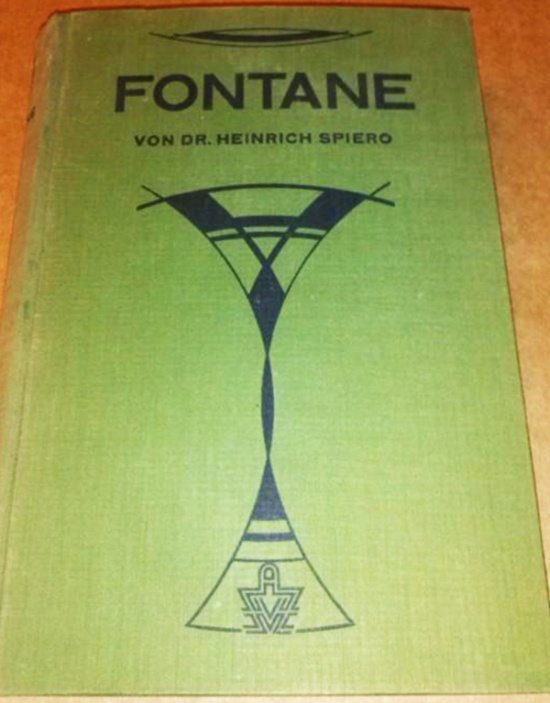 FONTANE
VON DR. HEINRICH SPIERO